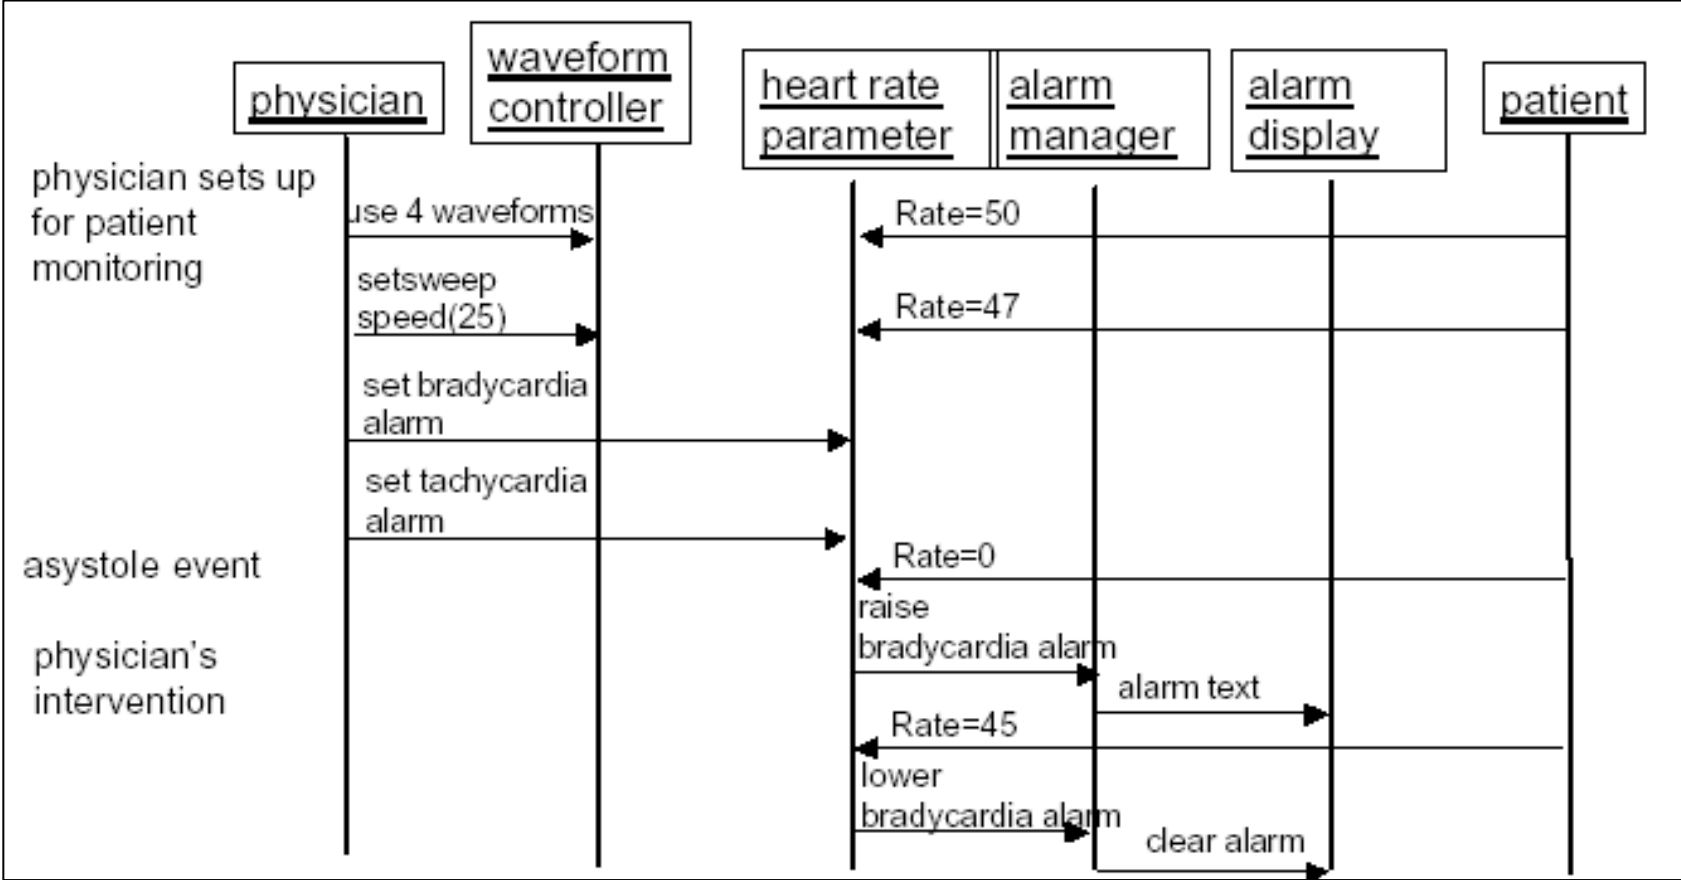 physician
waveform
controller
heart rate
parameter
alarm
manager
alarm
display
patient
physician sets up
for patient
monitoring
use 4 waveforms
Rate=50
setsweep
speed(25)
Rate=47
set bradycardia
alarm
set tachycardia
alarm
asystole event
Rate=0
raise
bradycardia alarm
physician's
intervention
alarm text
Rate=45
lower
bradycardia alarm
clear alarm